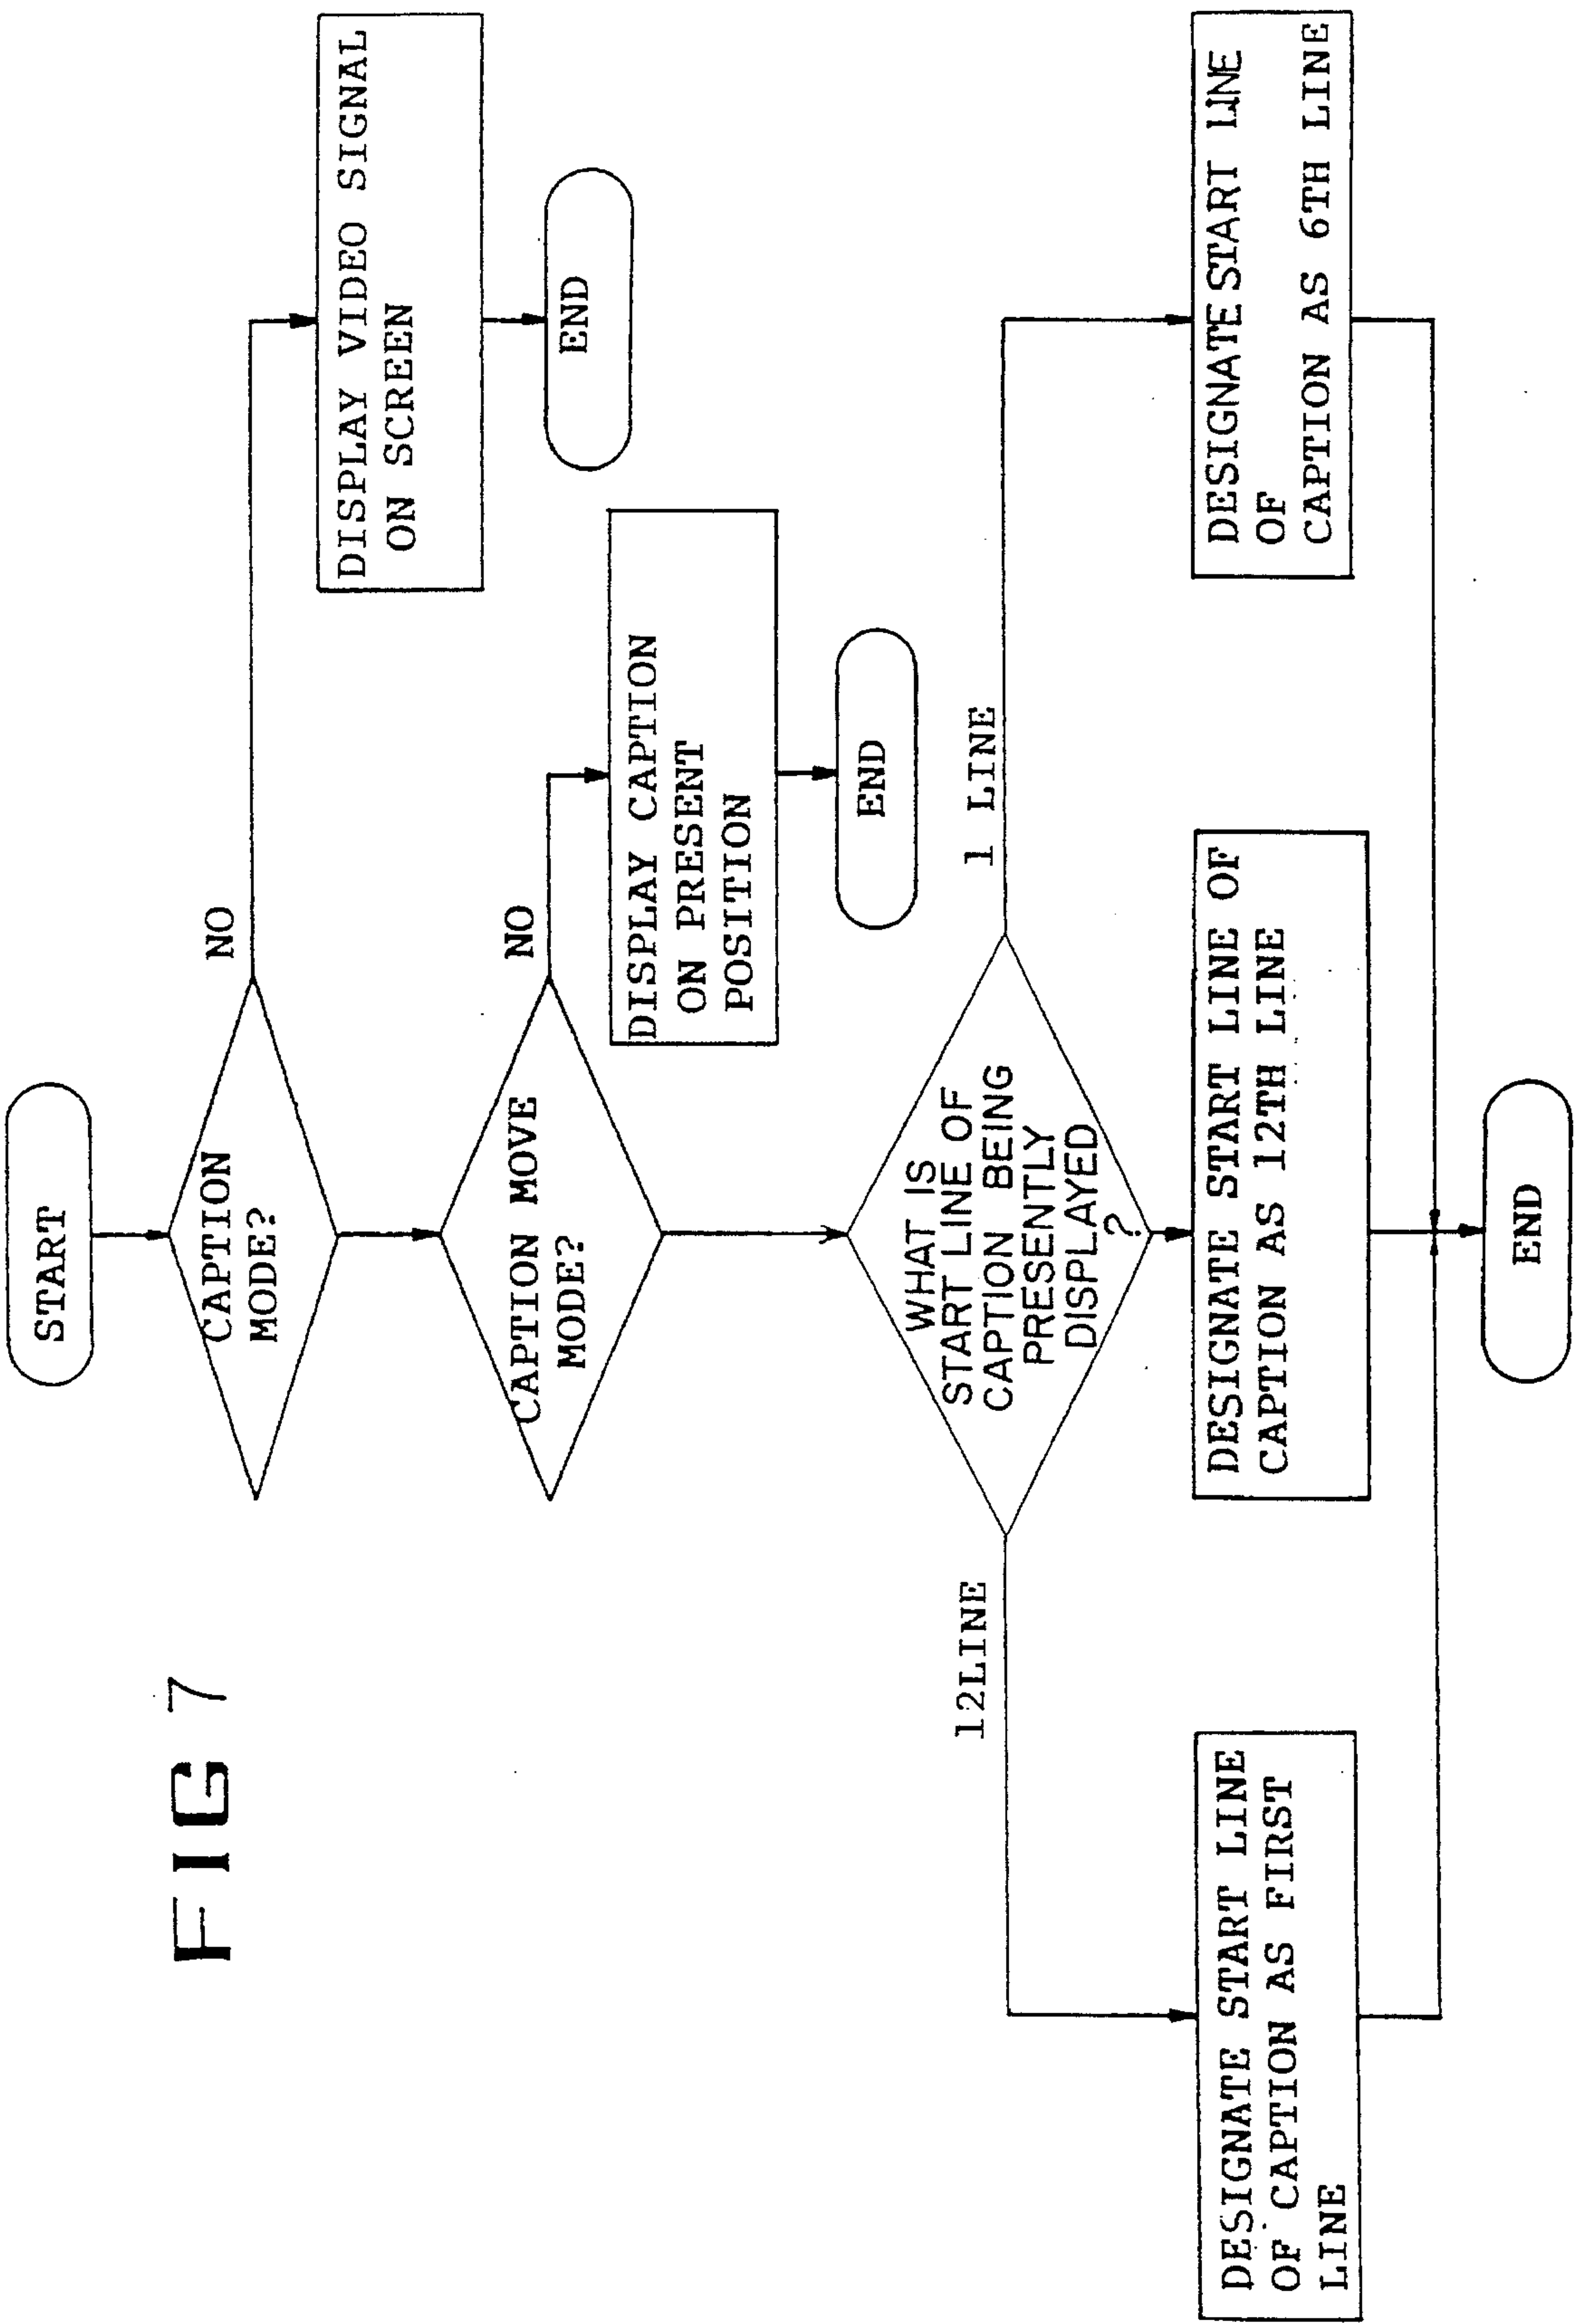 FIG 7
START
CAPTION
MODE?
NO
DISPLAY VIDEO SIGNAL
ON SCREEN
END
CAPTION MOVE
MODE?
NO
DISPLAY CAPTION
ON PRESENT
POSITION
END
WHAT IS
START LINE OF
CAPTION BEING
PRESENTLY
DISPLAYED
?
12LINE
1 LINE
DESIGNATE START LINE
OF CAPTION AS FIRST
LINE
DESIGNATE START LINE OF
CAPTION AS 12TH LINE
DESIGNATE START LINE
OF
CAPTION AS 6TH LINE
END